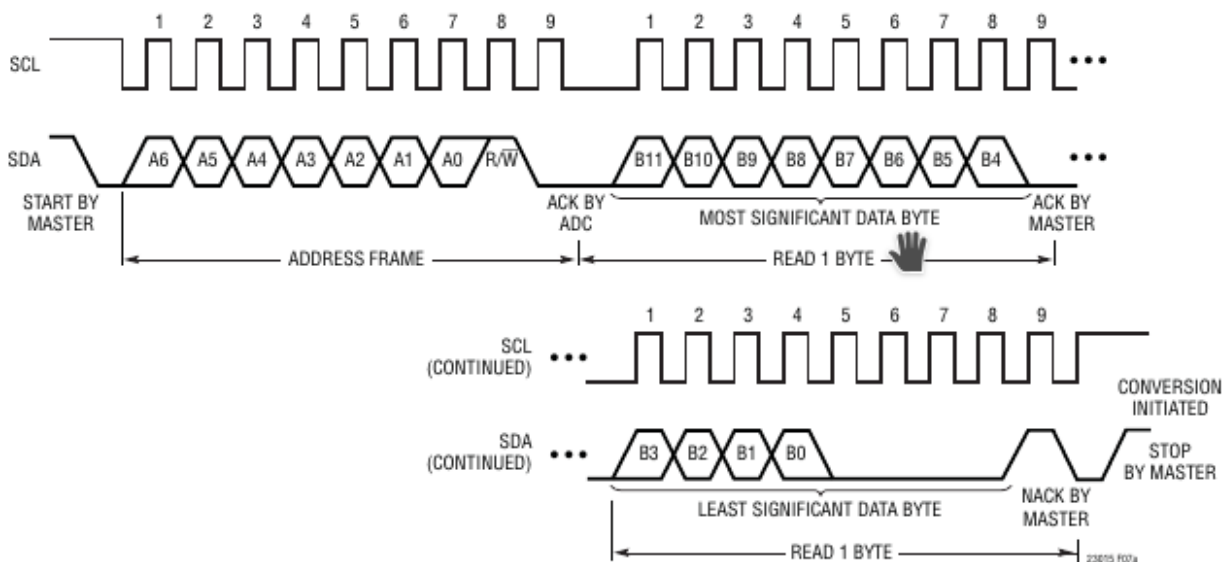 1 2 3 4 5 6 7 8 9 1 2 3 4 5 6 7 8 9
SCL
SDA
A6 A5 A4 A3 A2 A1 A0 R/W̅ B11 B10 B9 B8 B7 B6 B5 B4
START BY
MASTER
ACK BY
ADC
MOST SIGNIFICANT DATA BYTE
ACK BY
MASTER
ADDRESS FRAME
READ 1 BYTE
1 2 3 4 5 6 7 8 9
SCL
(CONTINUED)
CONVERSION
INITIATED
SDA
(CONTINUED)
B3 B2 B1 B0
STOP
BY MASTER
LEAST SIGNIFICANT DATA BYTE
NACK BY
MASTER
READ 1 BYTE
23015 F07a